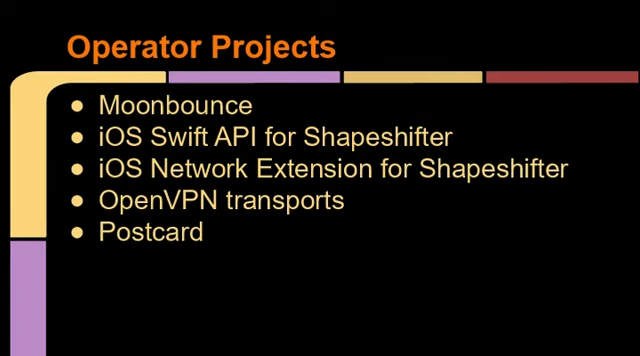 Operator Projects
● Moonbounce
● iOS Swift API for Shapeshifter
● iOS Network Extension for Shapeshifter
● OpenVPN transports
● Postcard